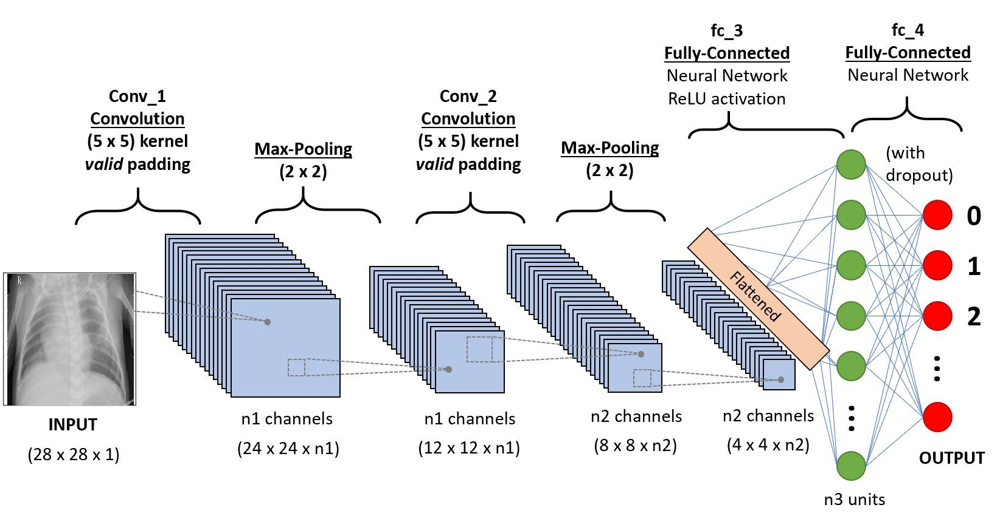 Conv_1
Convolution
(5 x 5) kernel
valid padding
Max-Pooling
(2 x 2)
Conv_2
Convolution
(5 x 5) kernel
valid padding
Max-Pooling
(2 x 2)
fc_3
Fully-Connected
Neural Network
ReLU activation
fc_4
Fully-Connected
Neural Network
(with
dropout)
R
INPUT
(28 x 28 x 1)
n1 channels
(24 x 24 x n1)
n1 channels
(12 x 12 x n1)
n2 channels
(8 x 8 x n2)
n2 channels
(4 x 4 x n2)
Flattened
n3 units
0
1
2
OUTPUT